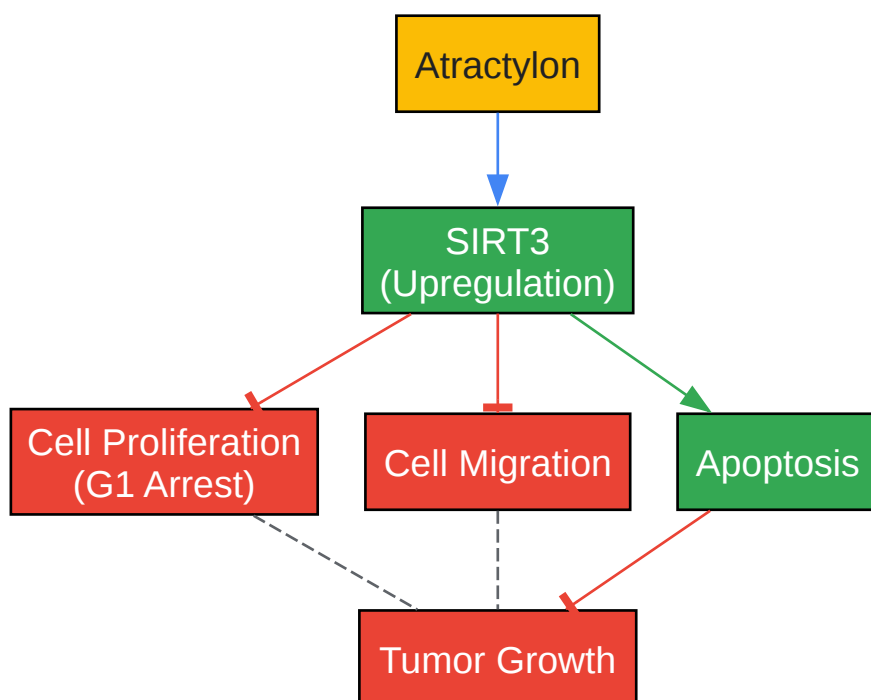 Atractylon
SIRT3
(Upregulation)
Cell Proliferation
(G1 Arrest)
Cell Migration
Apoptosis
Tumor Growth